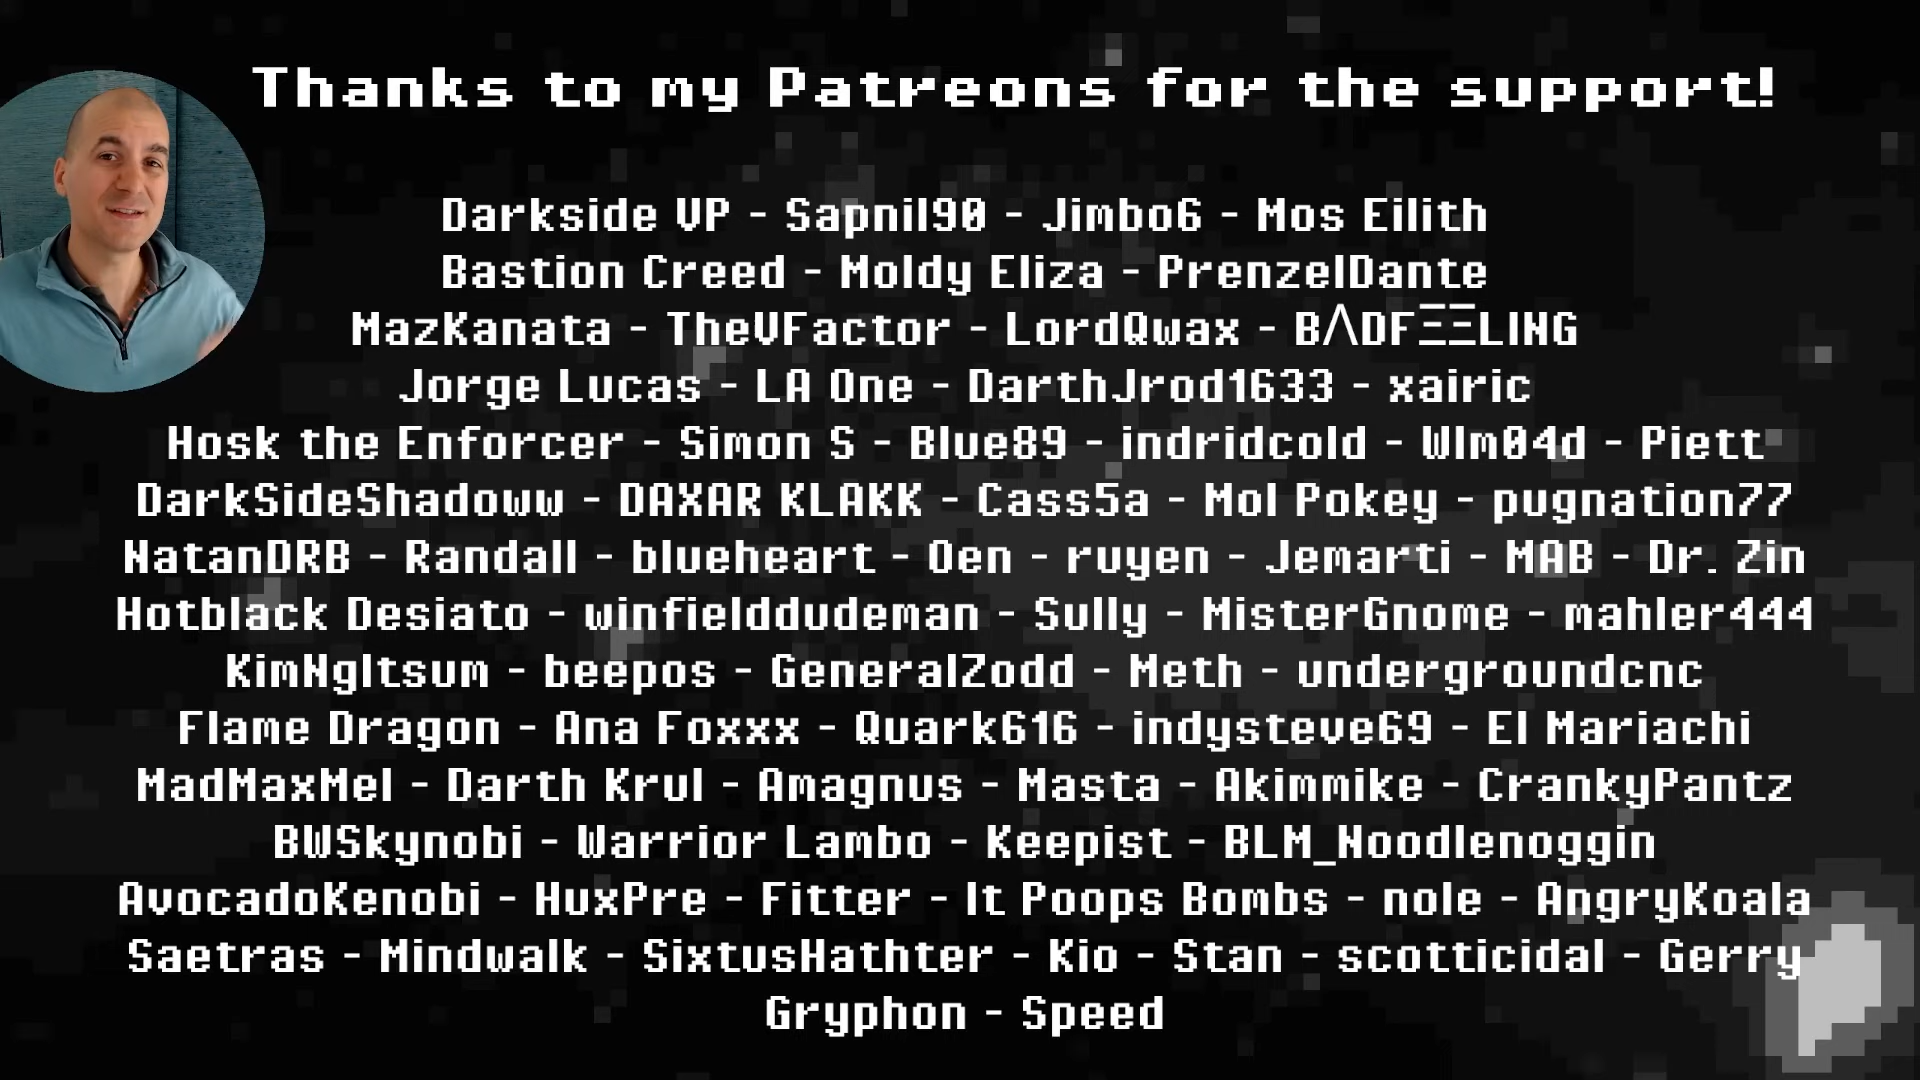 Thanks to my Patreons for the support!
Darkside VP - Sapnil90 - Jimbo6 - Mos Eilith
Bastion Creed - Moldy Eliza - PrenzelDante
MazKanata - TheVFactor - LordQwax - BΛDFΞΞLING
Jorge Lucas - LA One - DarthJrod1633 - xairic
Hosk the Enforcer - Simon S - Blue89 - indridcold - Wlm04d - Piett
DarkSideShadoww - DAXAR KLAKK - Cass5a - Mol Pokey - pugnation77
NatanDRB - Randall - blueheart - Oen - ruyen - Jemarti - MAB - Dr. Zin
Hotblack Desiato - winfielddudeman - Sully - MisterGnome - mahler444
KimNgltsum - beepos - GeneralZodd - Meth - undergroundcnc
Flame Dragon - Ana Foxxx - Quark616 - indysteve69 - El Mariachi
MadMaxMel - Darth Krul - Amagnus - Masta - Akimmike - CrankyPantz
BWSkynobi - Warrior Lambo - Keepist - BLM_Noodlenoggin
AvocadoKenobi - HuxPre - Fitter - It Poops Bombs - nole - AngryKoala
Saetras - Mindwalk - SixtusHathter - Kio - Stan - scotticidal - Gerry
Gryphon - Speed